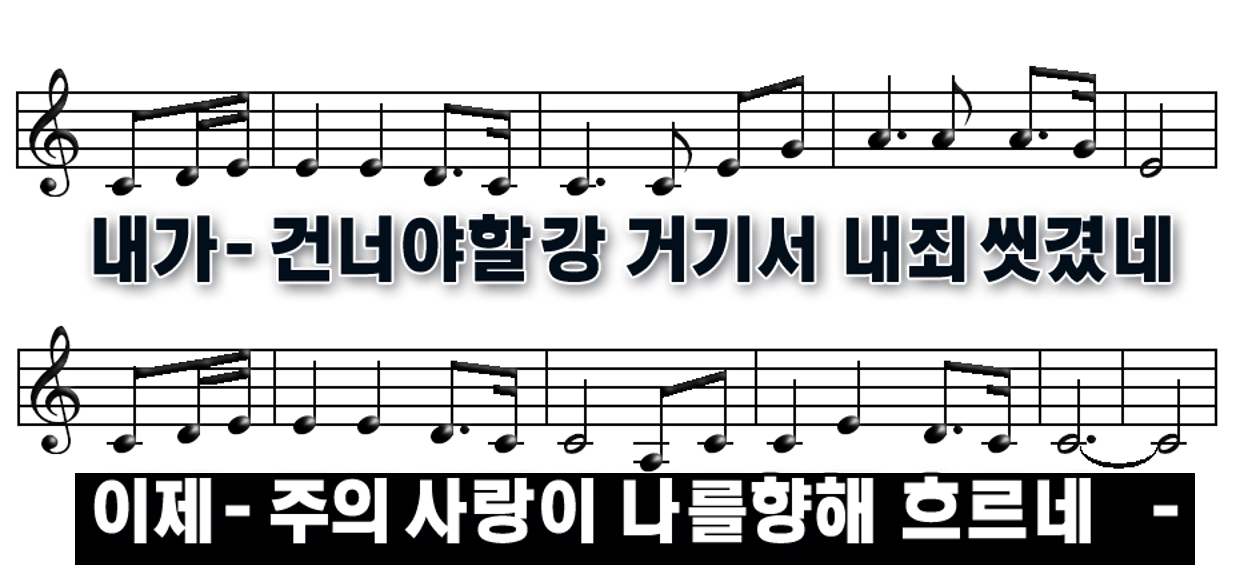 내가- 건너야할 강 거기서 내죄 씻겼네
이제- 주의 사랑이 나를향해 흐르네 -